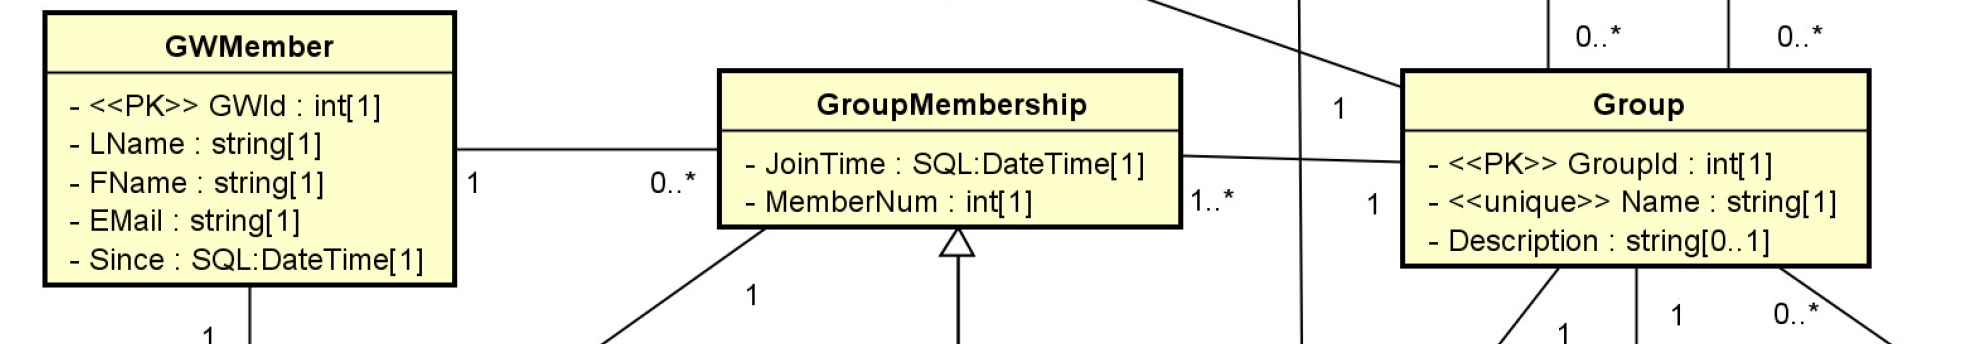 GWMember
- <<PK>> GWId : int[1]
- LName : string[1]
- FName : string[1]
- EMail : string[1]
- Since : SQL:DateTime[1]
1
1
0..*
GroupMembership
- JoinTime : SQL:DateTime[1]
- MemberNum : int[1]
1
1..*
1
1
0..*
0..*
Group
- <<PK>> GroupId : int[1]
- <<unique>> Name : string[1]
- Description : string[0..1]
1
1
0..*